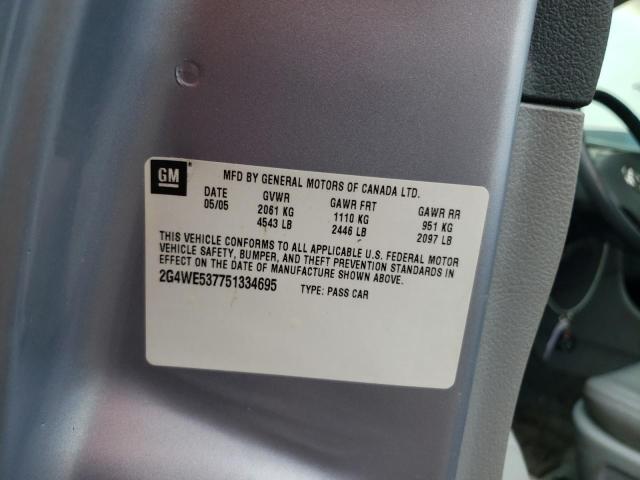 GM
MFD BY GENERAL MOTORS OF CANADA LTD.
DATE GVWR GAWR FRT GAWR RR
05/05 2061 KG 1110 KG 951 KG
4543 LB 2446 LB 2097 LB
THIS VEHICLE CONFORMS TO ALL APPLICABLE U.S. FEDERAL MOTOR
VEHICLE SAFETY, BUMPER, AND THEFT PREVENTION STANDARDS IN
EFFECT ON THE DATE OF MANUFACTURE SHOWN ABOVE.
2G4WE537751334695 TYPE: PASS CAR